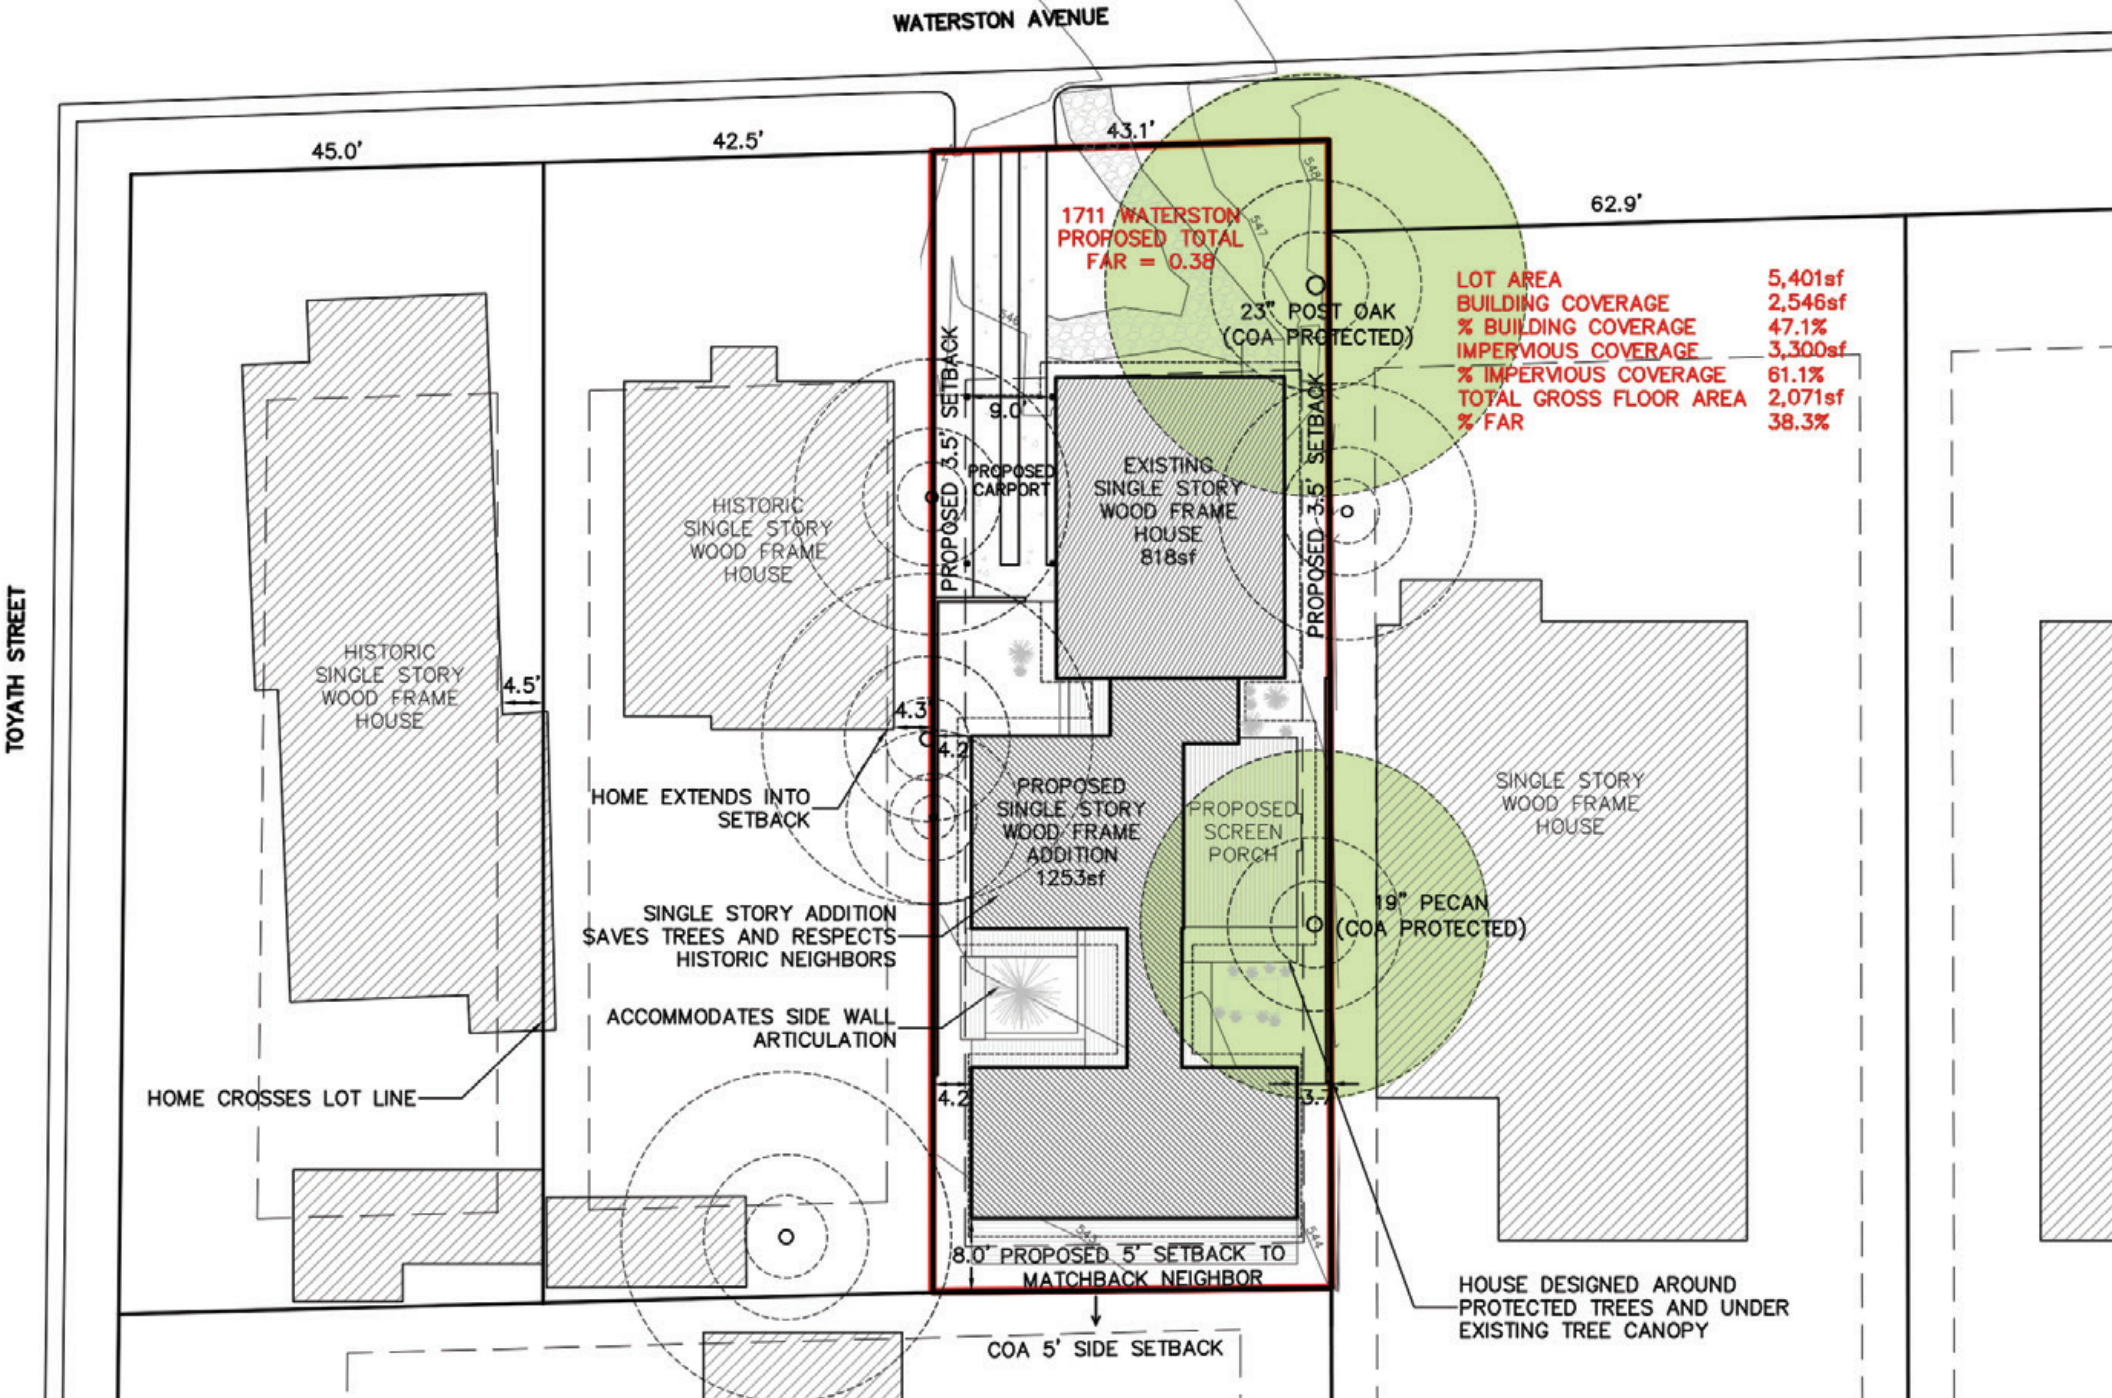 WATERSTON AVENUE
45.0'
42.5'
43.1'
62.9'
1711 WATERSTON
PROPOSED TOTAL
FAR = 0.38
548
547
546
23" POST OAK
(COA PROTECTED)
LOT AREA 5,401sf
BUILDING COVERAGE 2,546sf
% BUILDING COVERAGE 47.1%
IMPERVIOUS COVERAGE 3,300sf
% IMPERVIOUS COVERAGE 61.1%
TOTAL GROSS FLOOR AREA 2,071sf
% FAR 38.3%
PROPOSED 3.5' SETBACK
9.0'
PROPOSED
CARPORT
EXISTING
SINGLE STORY
WOOD FRAME
HOUSE
818sf
PROPOSED 3.5' SETBACK
HISTORIC
SINGLE STORY
WOOD FRAME
HOUSE
TOYATH STREET
HISTORIC
SINGLE STORY
WOOD FRAME
HOUSE
4.5'
4.3'
4.2'
HOME EXTENDS INTO
SETBACK
PROPOSED
SINGLE STORY
WOOD FRAME
ADDITION
1253sf
PROPOSED
SCREEN
PORCH
SINGLE STORY
WOOD FRAME
HOUSE
19" PECAN
(COA PROTECTED)
SINGLE STORY ADDITION
SAVES TREES AND RESPECTS
HISTORIC NEIGHBORS
ACCOMMODATES SIDE WALL
ARTICULATION
HOME CROSSES LOT LINE
4.2'
3.7'
543
544
8.0' PROPOSED 5' SETBACK TO
MATCHBACK NEIGHBOR
COA 5' SIDE SETBACK
HOUSE DESIGNED AROUND
PROTECTED TREES AND UNDER
EXISTING TREE CANOPY